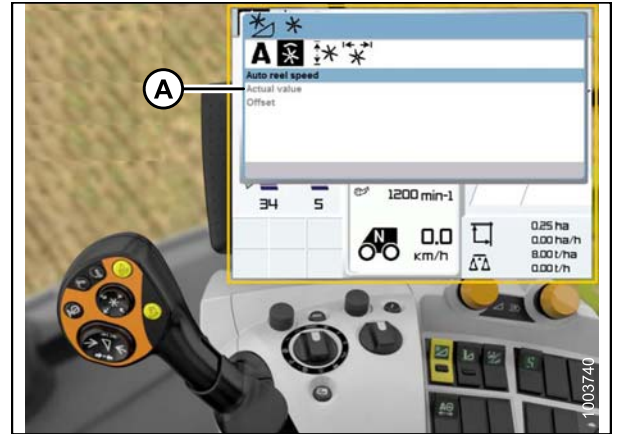 A
Auto reel speed
Actual value
Offset
A
34
5
1200 min-1
N
0.0
km/h
0.25 ha
0.00 ha/h
8.00 t/ha
0.00 t/h
1003740